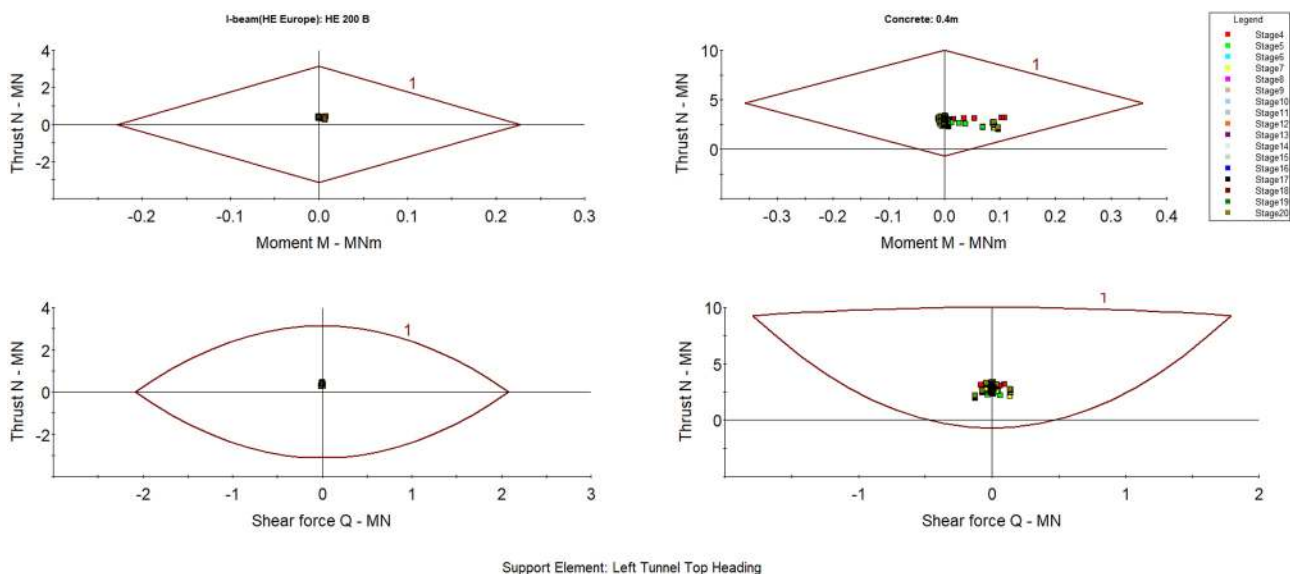 I-beam(HE Europe): HE 200 B
Thrust N - MN
4
2
0
-2
1
-0.2
-0.1
0.0
0.1
0.2
0.3
Moment M - MNm
Concrete: 0.4m
Thrust N - MN
10
5
0
1
-0.3
-0.2
-0.1
0.0
0.1
0.2
0.3
0.4
Moment M - MNm
Legend
Stage4
Stage5
Stage6
Stage7
Stage8
Stage9
Stage10
Stage11
Stage12
Stage13
Stage14
Stage15
Stage16
Stage17
Stage18
Stage19
Stage20
Thrust N - MN
4
2
0
-2
1
-2
-1
0
1
2
3
Shear force Q - MN
Thrust N - MN
10
5
0
1
-1
0
1
2
Shear force Q - MN
Support Element: Left Tunnel Top Heading